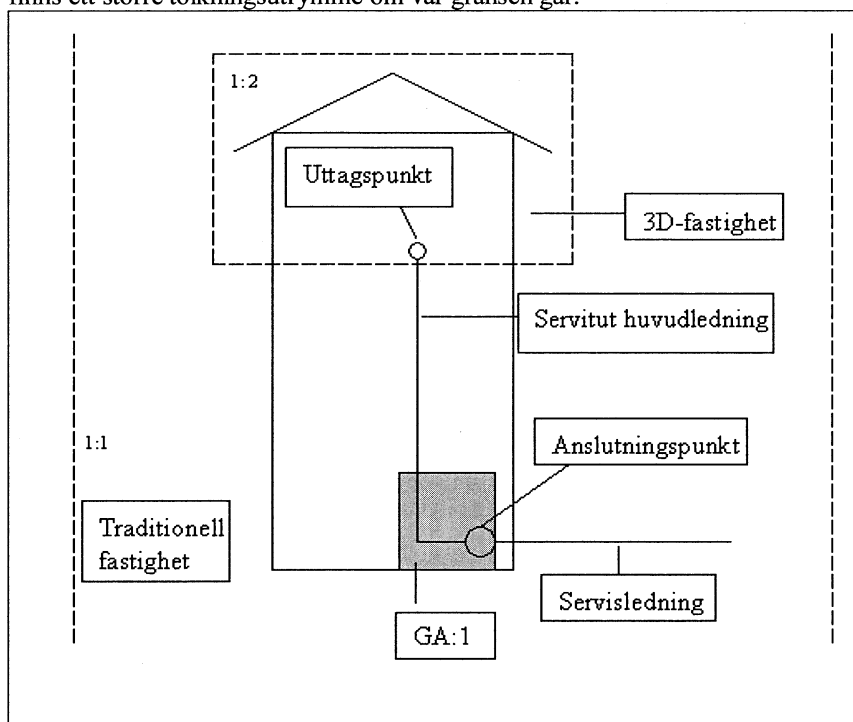 finns ett större tolkningsutrymme om var gränsen går.
1:2
Uttagspunkt
3D-fastighet
Servitut huvudledning
1:1
Anslutningspunkt
Traditionell
fastighet
Servisledning
GA:1